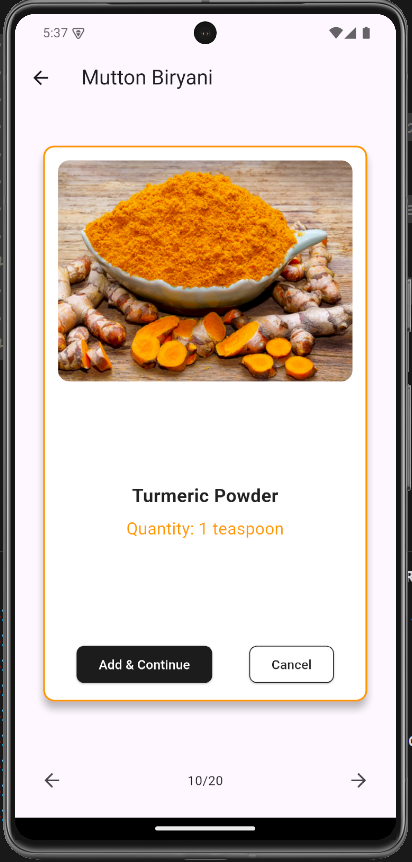 5:37
Mutton Biryani
Turmeric Powder
Quantity: 1 teaspoon
Add & Continue
Cancel
10/20